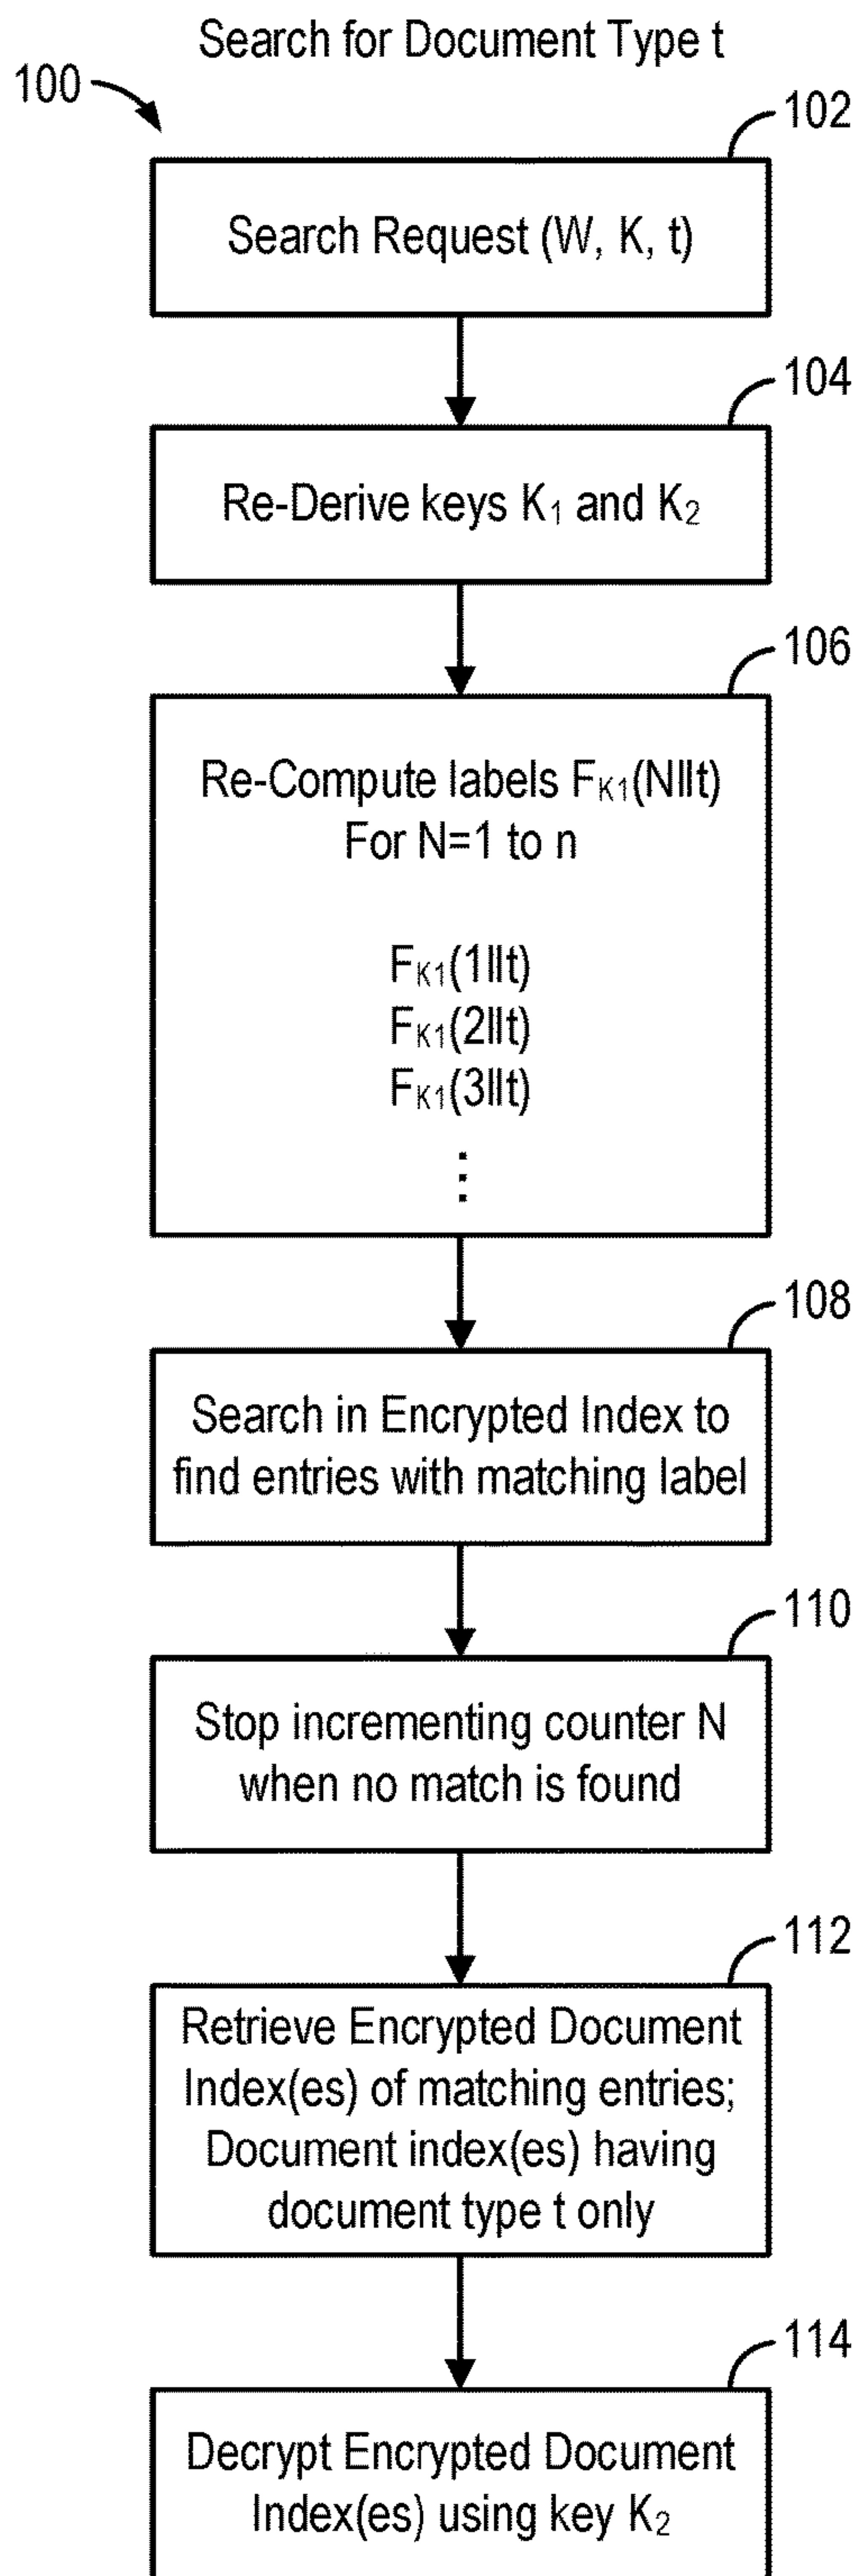 Search for Document Type t
100
102
Search Request (W, K, t)
104
Re-Derive keys K₁ and K₂
106
Re-Compute labels Fₖ₁(N||t)
For N=1 to n
Fₖ₁(1||t)
Fₖ₁(2||t)
Fₖ₁(3||t)
⋮
108
Search in Encrypted Index to
find entries with matching label
110
Stop incrementing counter N
when no match is found
112
Retrieve Encrypted Document
Index(es) of matching entries;
Document index(es) having
document type t only
114
Decrypt Encrypted Document
Index(es) using key K₂